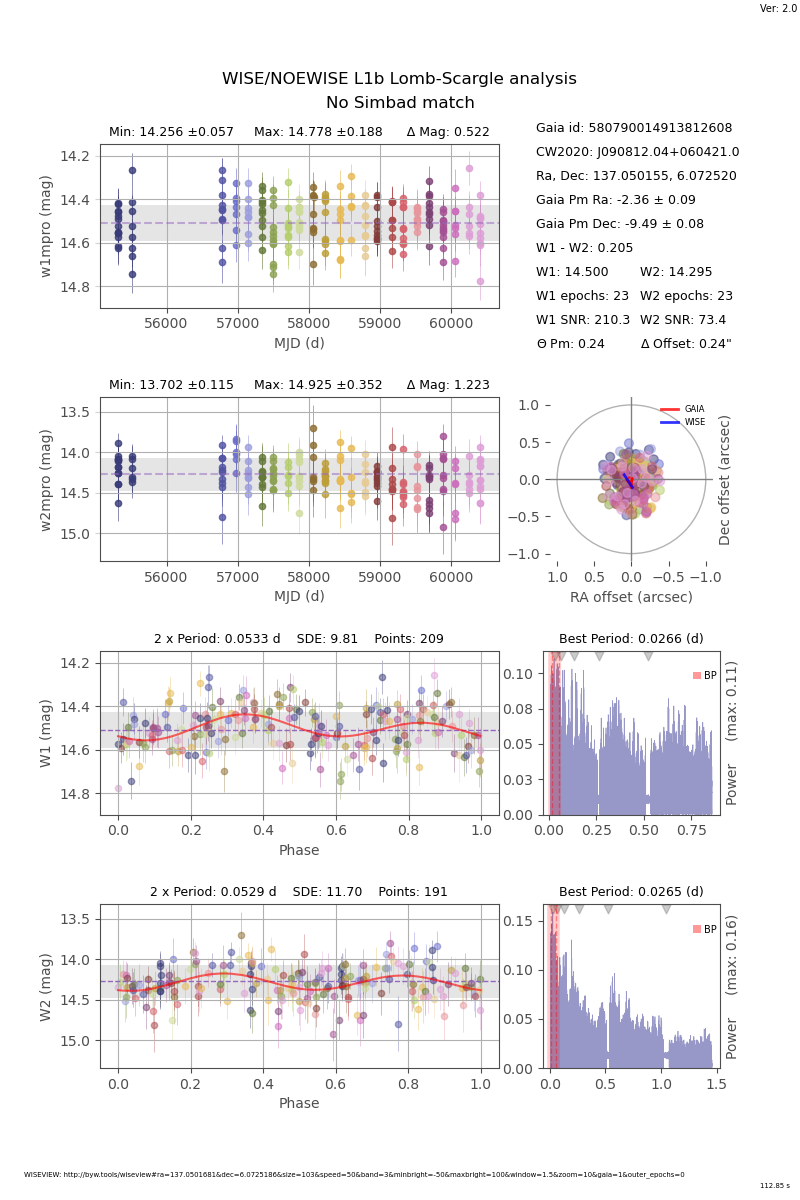 Ver: 2.0
WISE/NOEWISE L1b Lomb-Scargle analysis
No Simbad match
Min: 14.256 ±0.057 Max: 14.778 ±0.188 Δ Mag: 0.522
14.2
14.4
14.6
14.8
w1mpro (mag)
56000 57000 58000 59000 60000
MJD (d)
Gaia id: 580790014913812608
CW2020: J090812.04+060421.0
Ra, Dec: 137.050155, 6.072520
Gaia Pm Ra: -2.36 ± 0.09
Gaia Pm Dec: -9.49 ± 0.08
W1 - W2: 0.205
W1: 14.500 W2: 14.295
W1 epochs: 23 W2 epochs: 23
W1 SNR: 210.3 W2 SNR: 73.4
Θ Pm: 0.24 Δ Offset: 0.24"
Min: 13.702 ±0.115 Max: 14.925 ±0.352 Δ Mag: 1.223
13.5
14.0
14.5
15.0
w2mpro (mag)
56000 57000 58000 59000 60000
MJD (d)
GAIA
WISE
1.0
0.5
0.0
−0.5
−1.0
Dec offset (arcsec)
1.0 0.5 0.0 −0.5 −1.0
RA offset (arcsec)
2 x Period: 0.0533 d SDE: 9.81 Points: 209
14.2
14.4
14.6
14.8
W1 (mag)
0.0 0.2 0.4 0.6 0.8 1.0
Phase
Best Period: 0.0266 (d)
BP
0.10
0.08
0.05
0.03
0.00
Power (max: 0.11)
0.00 0.25 0.50 0.75
2 x Period: 0.0529 d SDE: 11.70 Points: 191
13.5
14.0
14.5
15.0
W2 (mag)
0.0 0.2 0.4 0.6 0.8 1.0
Phase
Best Period: 0.0265 (d)
BP
0.15
0.10
0.05
0.00
Power (max: 0.16)
0.0 0.5 1.0 1.5
WISEVIEW: http://byw.tools/wiseview#ra=137.0501681&dec=6.0725186&size=103&speed=50&band=3&minbright=-50&maxbright=100&window=1.5&zoom=10&gaia=1&outer_epochs=0
112.85 s